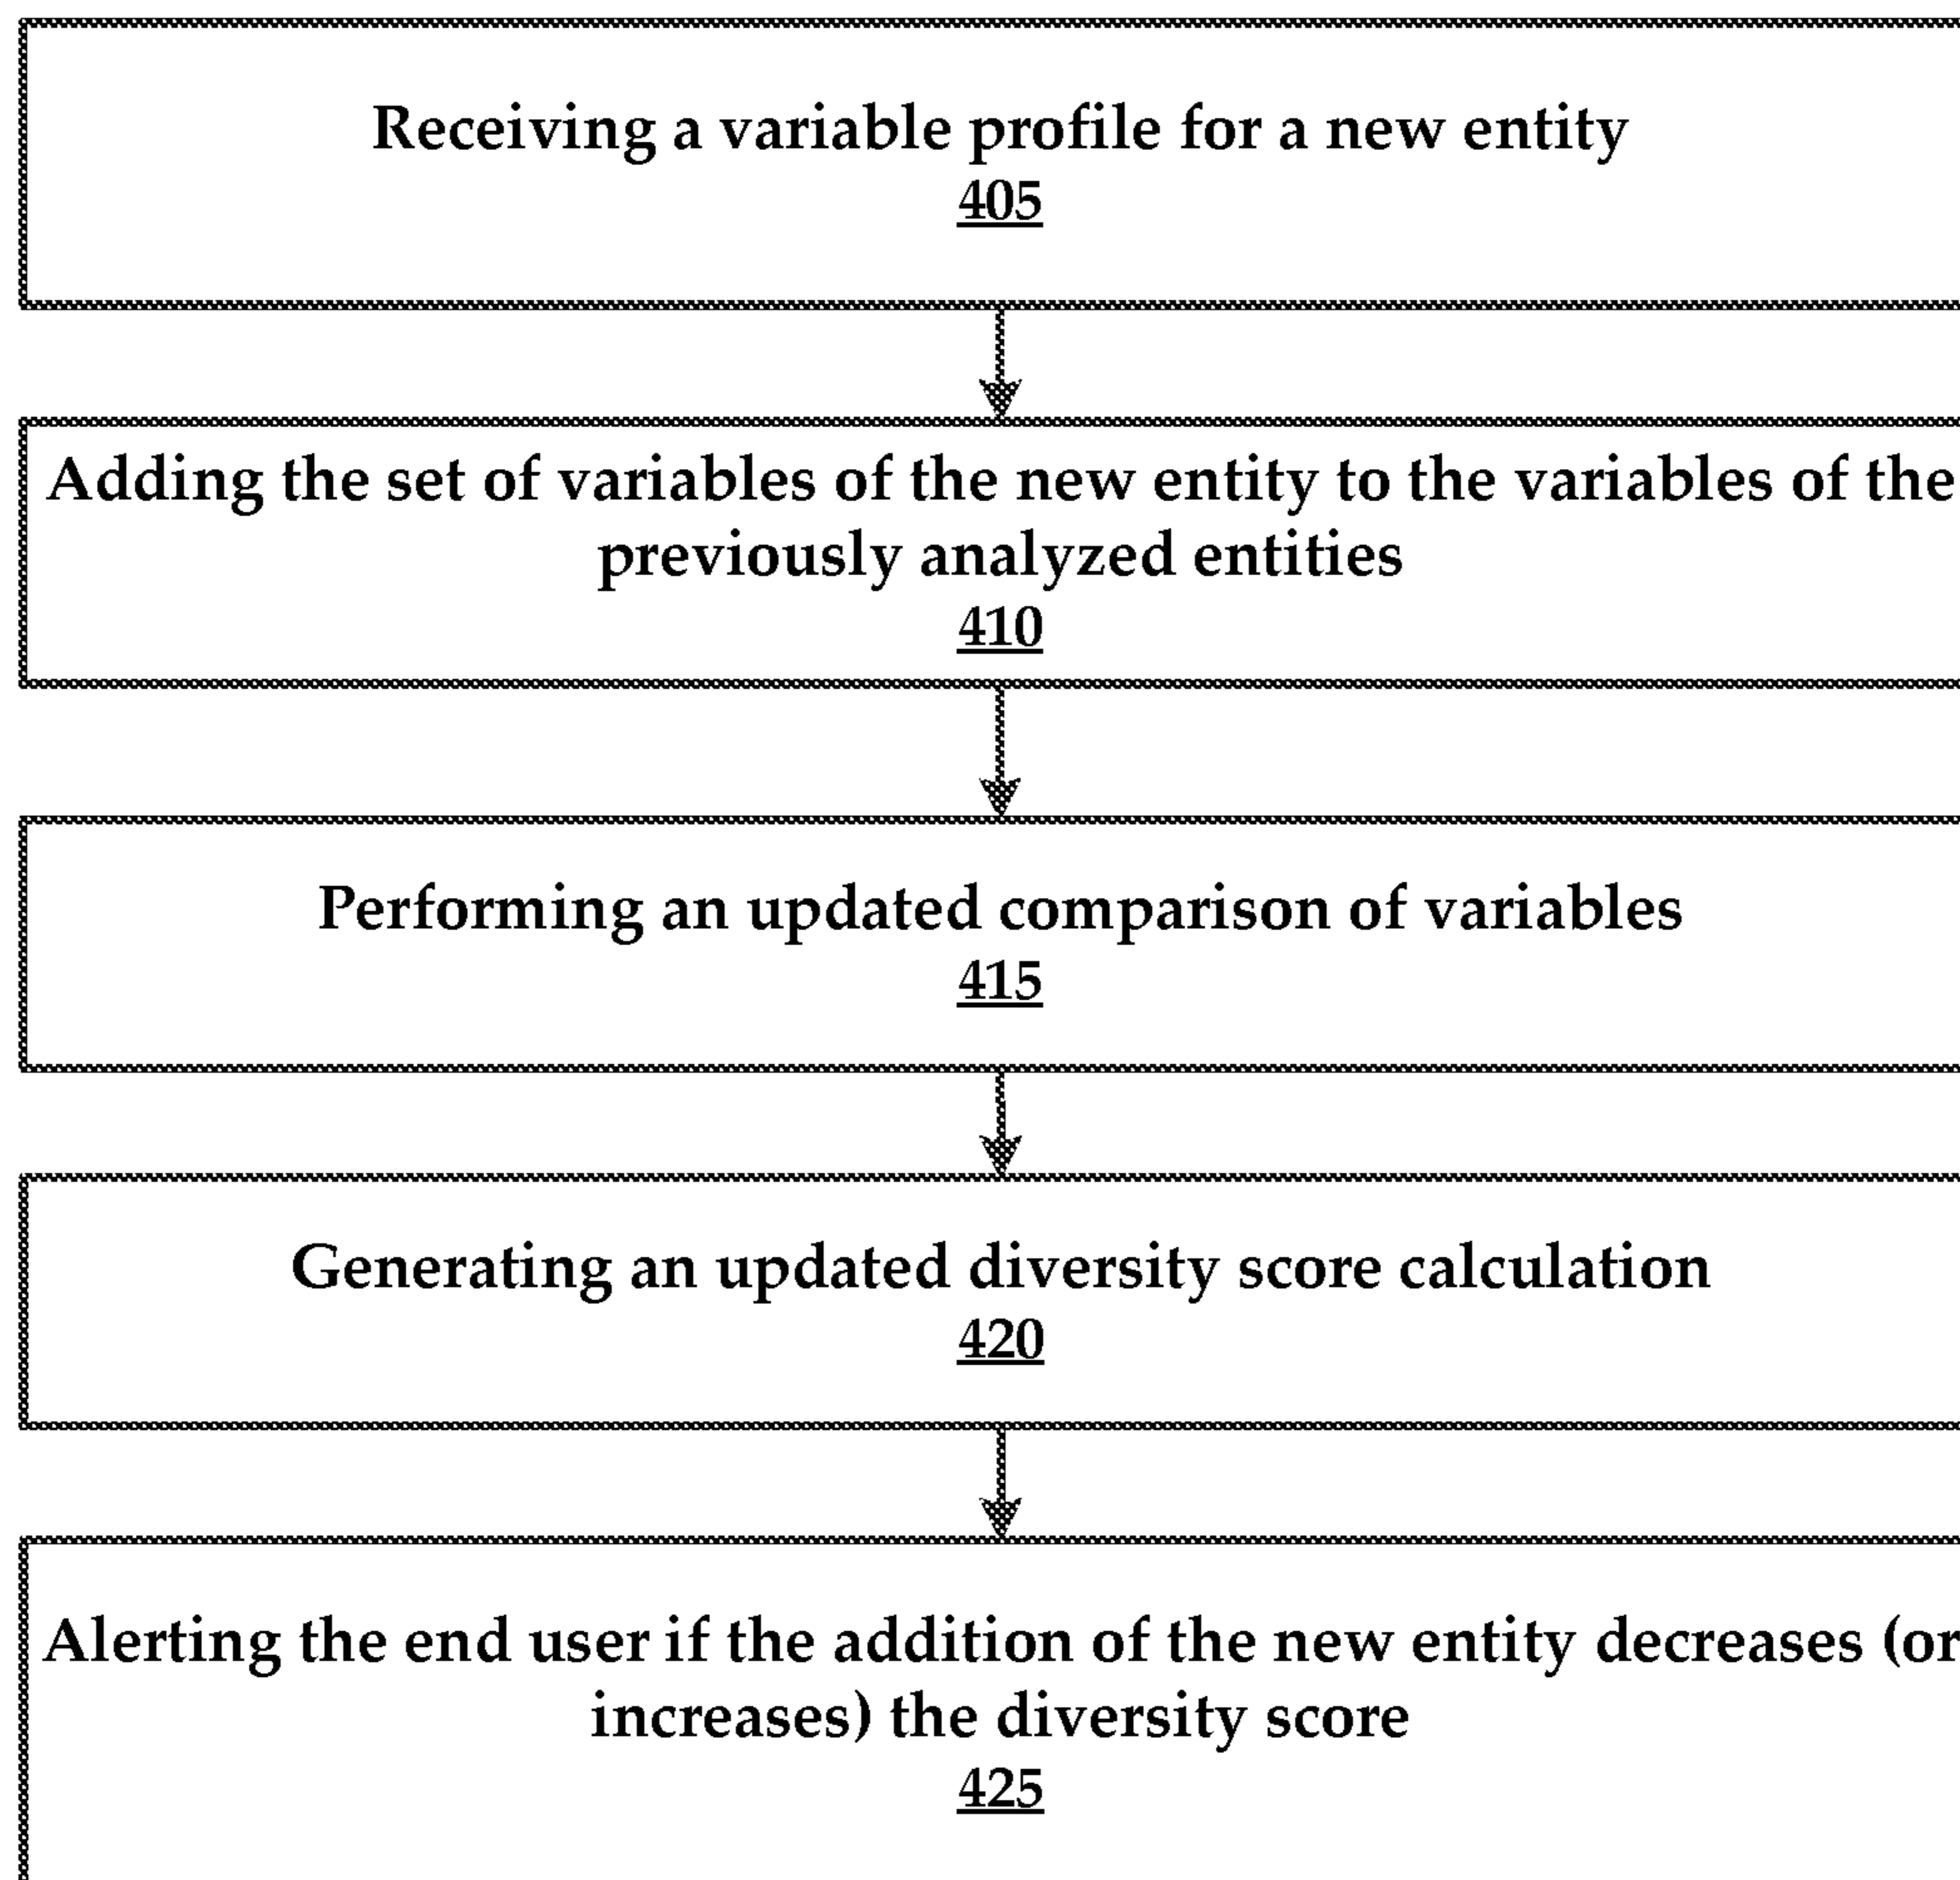 Receiving a variable profile for a new entity
405
Adding the set of variables of the new entity to the variables of the
previously analyzed entities
410
Performing an updated comparison of variables
415
Generating an updated diversity score calculation
420
Alerting the end user if the addition of the new entity decreases (or
increases) the diversity score
425